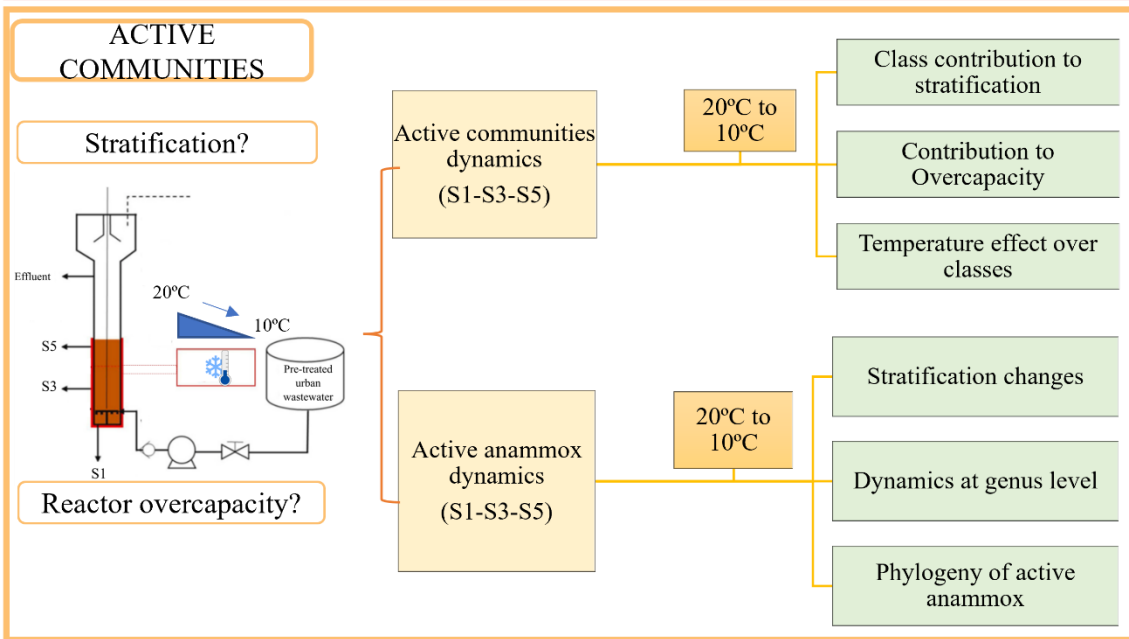 ACTIVE
COMMUNITIES
Stratification?
Effluent
S5
S3
S1
20ºC
10ºC
Pre-treated
urban
wastewater
Reactor overcapacity?
Active communities
dynamics
(S1-S3-S5)
20ºC to
10ºC
Class contribution to
stratification
Contribution to
Overcapacity
Temperature effect over
classes
Active anammox
dynamics
(S1-S3-S5)
20ºC to
10ºC
Stratification changes
Dynamics at genus level
Phylogeny of active
anammox